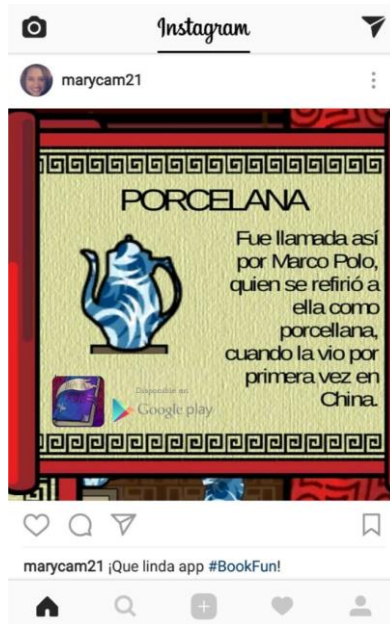 Instagram
marycam21
PORCELANA
Fue llamada así
por Marco Polo,
quien se refirió a
ella como
porcellana,
cuando la vio por
primera vez en
China.
Disponible en
Google play
marycam21 ¡Que linda app #BookFun!